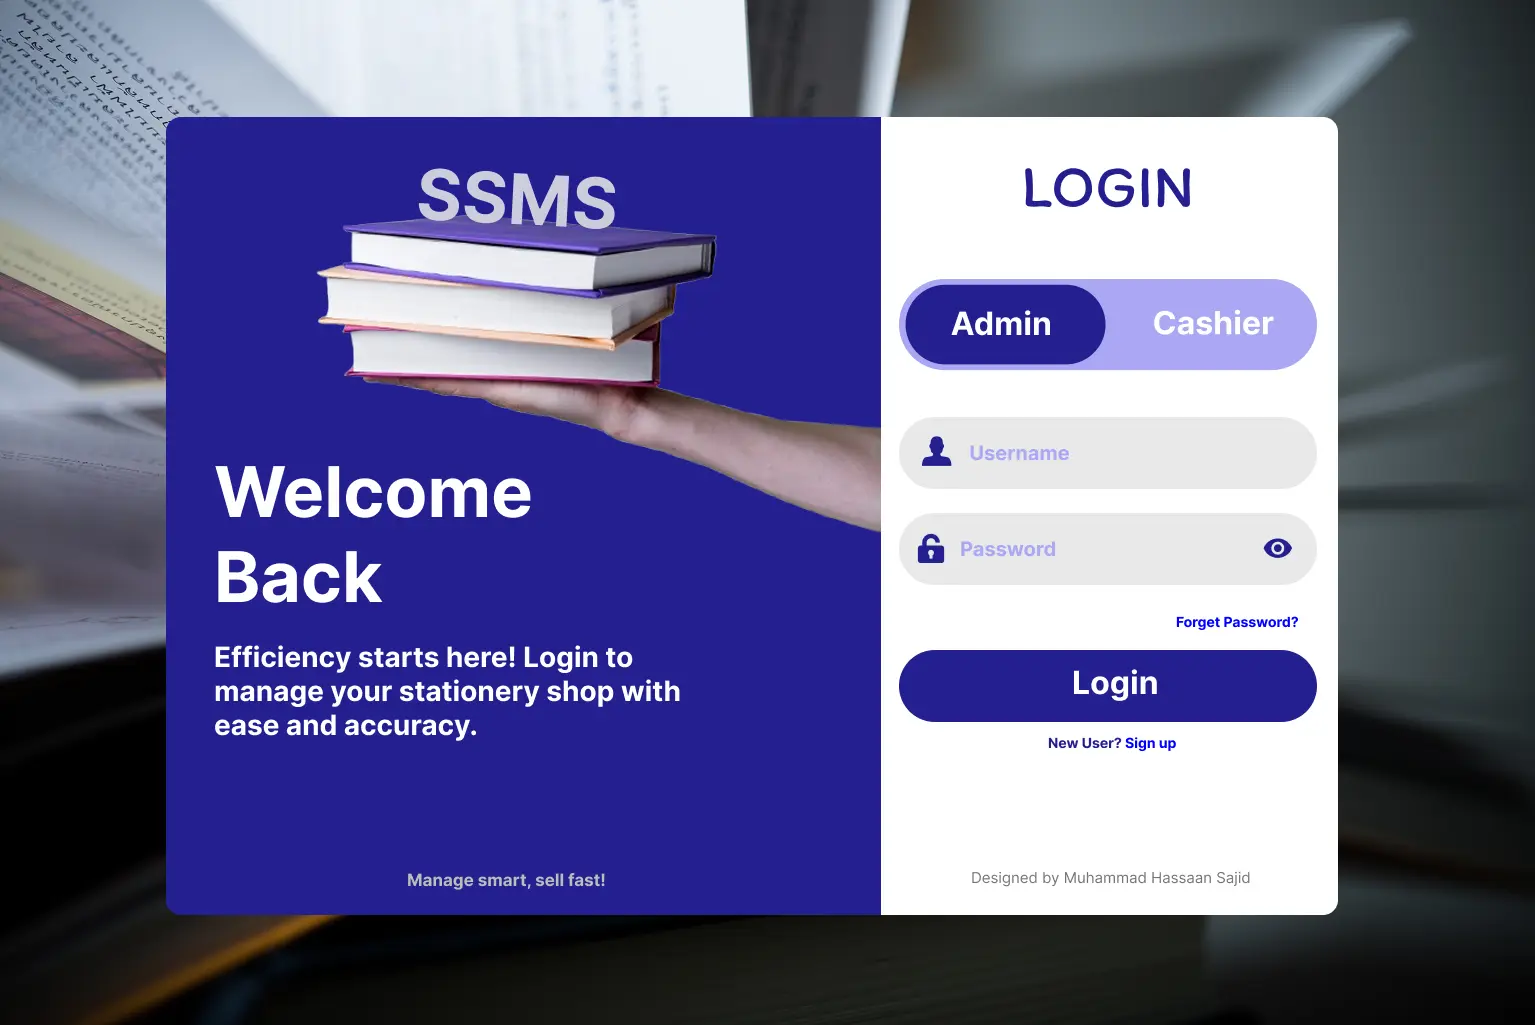 SSMS
Welcome
Back
Efficiency starts here! Login to
manage your stationery shop with
ease and accuracy.
Manage smart, sell fast!
LOGIN
Admin
Cashier
Username
Password
Forget Password?
Login
New User? Sign up
Designed by Muhammad Hassaan Sajid